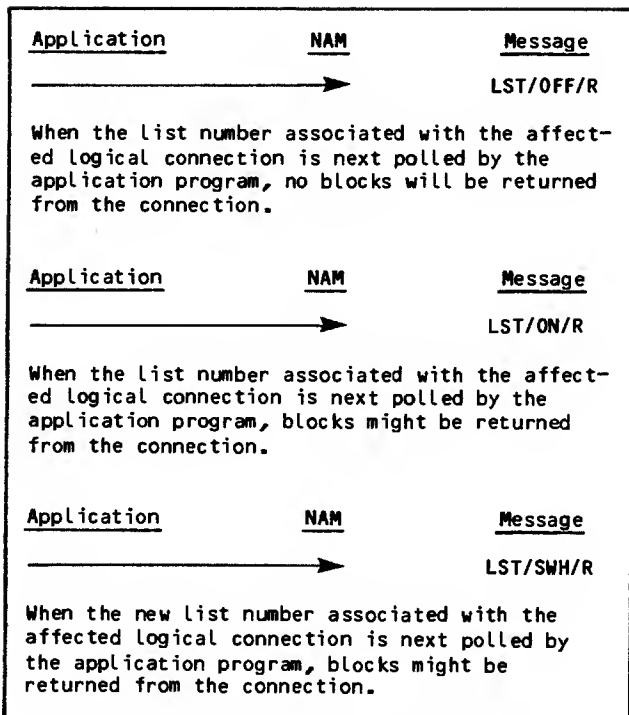 Application NAM Message
LST/OFF/R
When the list number associated with the affect-
ed logical connection is next polled by the
application program, no blocks will be returned
from the connection.
Application NAM Message
LST/ON/R
When the list number associated with the affect-
ed logical connection is next polled by the
application program, blocks might be returned
from the connection.
Application NAM Message
LST/SWH/R
When the new list number associated with the
affected logical connection is next polled by
the application program, blocks might be
returned from the connection.